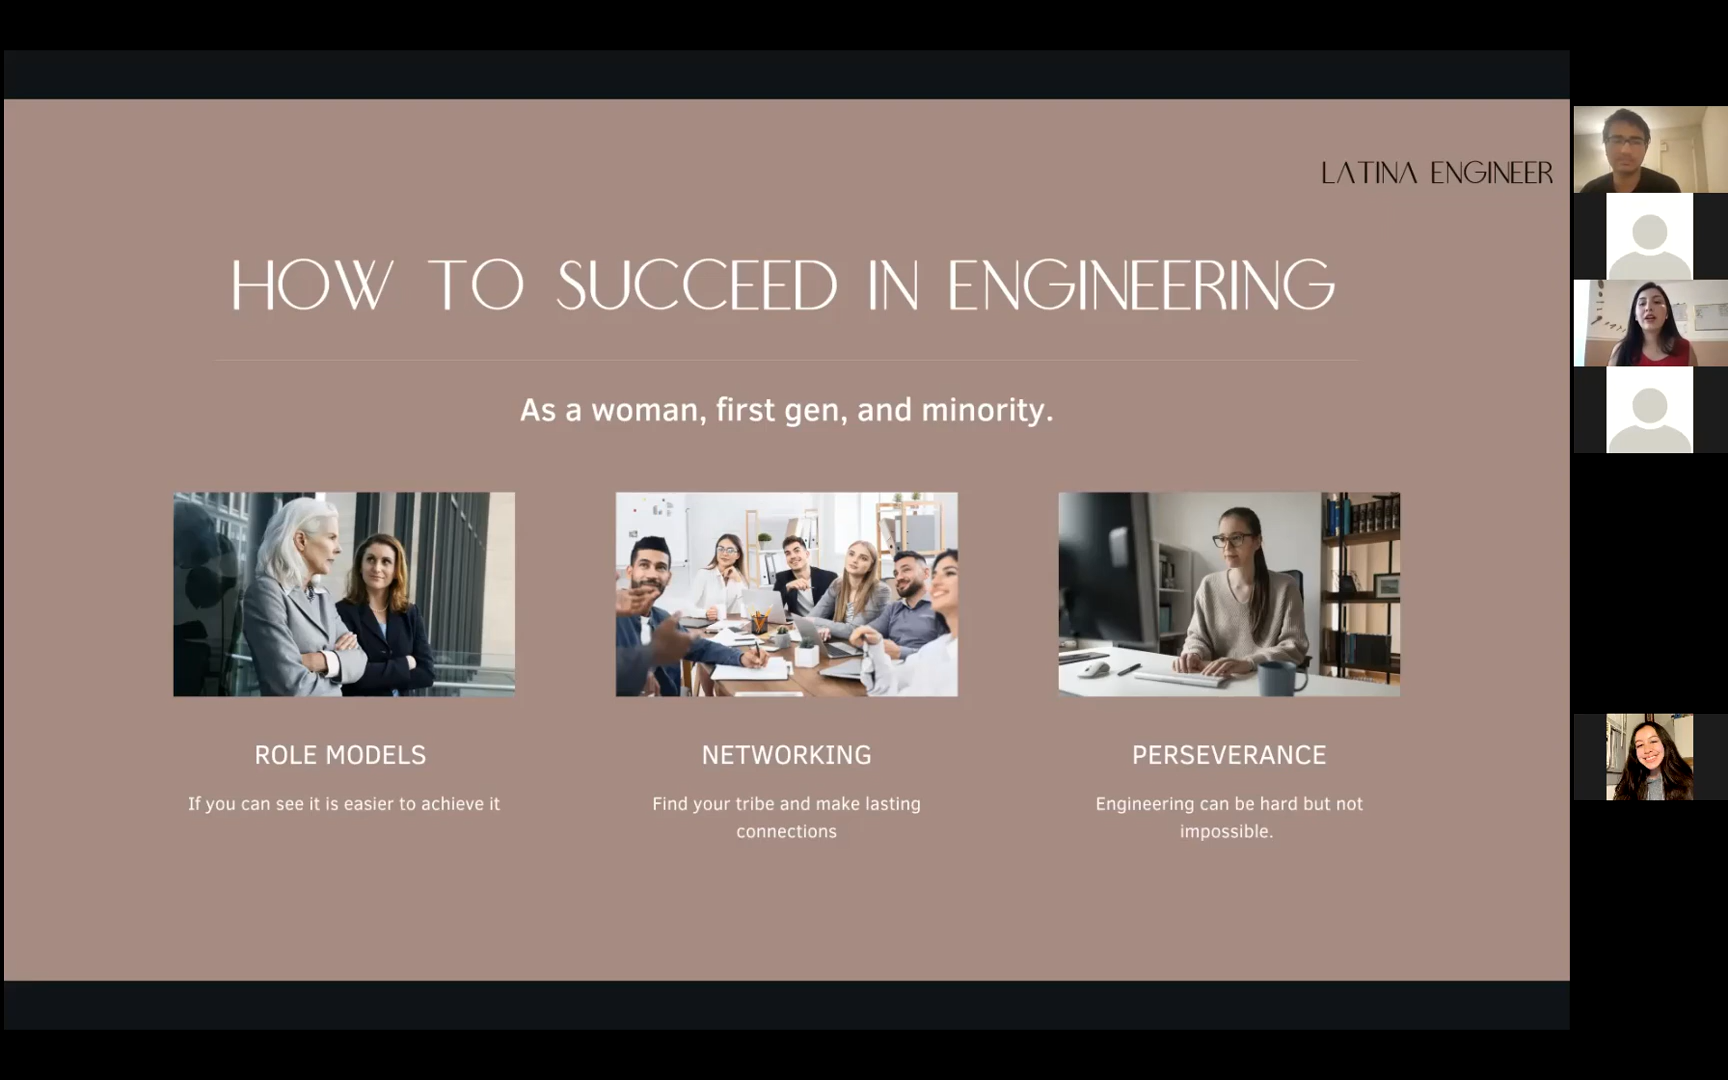 LATINA ENGINEER
HOW TO SUCCEED IN ENGINEERING
As a woman, first gen, and minority.
ROLE MODELS
If you can see it is easier to achieve it
NETWORKING
Find your tribe and make lasting
connections
PERSEVERANCE
Engineering can be hard but not
impossible.